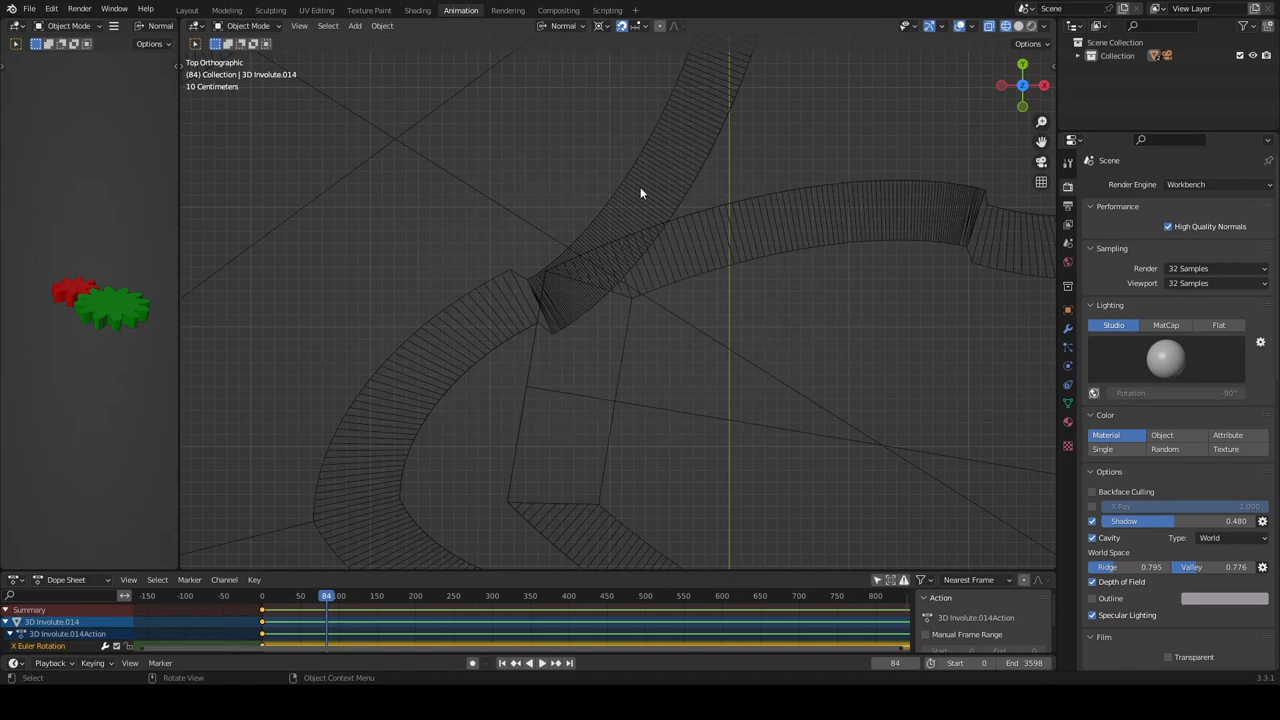 File Edit Render Window Help Layout Modeling Sculpting UV Editing Texture Paint Shading Animation Rendering Compositing Scripting + Scene View Layer
Object Mode Normal Object Mode View Select Add Object Normal
Options Options
Top Orthographic
(84) Collection | 3D Involute.014
10 Centimeters
Y
Z X
Scene Collection
Collection
Scene
Render Engine Workbench
Performance
High Quality Normals
Sampling
Render 32 Samples
Viewport 32 Samples
Lighting
Studio MatCap Flat
Rotation -90°
Color
Material Object Attribute
Single Random Texture
Options
Backface Culling
X-Ray 1.000
Shadow 0.480
Cavity Type: World
World Space
Ridge 0.795 Valley 0.776
Depth of Field
Outline
Specular Lighting
Film
Transparent
Dope Sheet View Select Marker Channel Key Nearest Frame
-150 -100 -50 0 50 84 100 150 200 250 300 350 400 450 500 550 600 650 700 750 800
Summary
3D Involute.014
3D Involute.014Action
X Euler Rotation
Action
3D Involute.014Action
Manual Frame Range
Playback Keying View Marker 84 Start 0 End 3598
Select Rotate View Object Context Menu 3.3.1